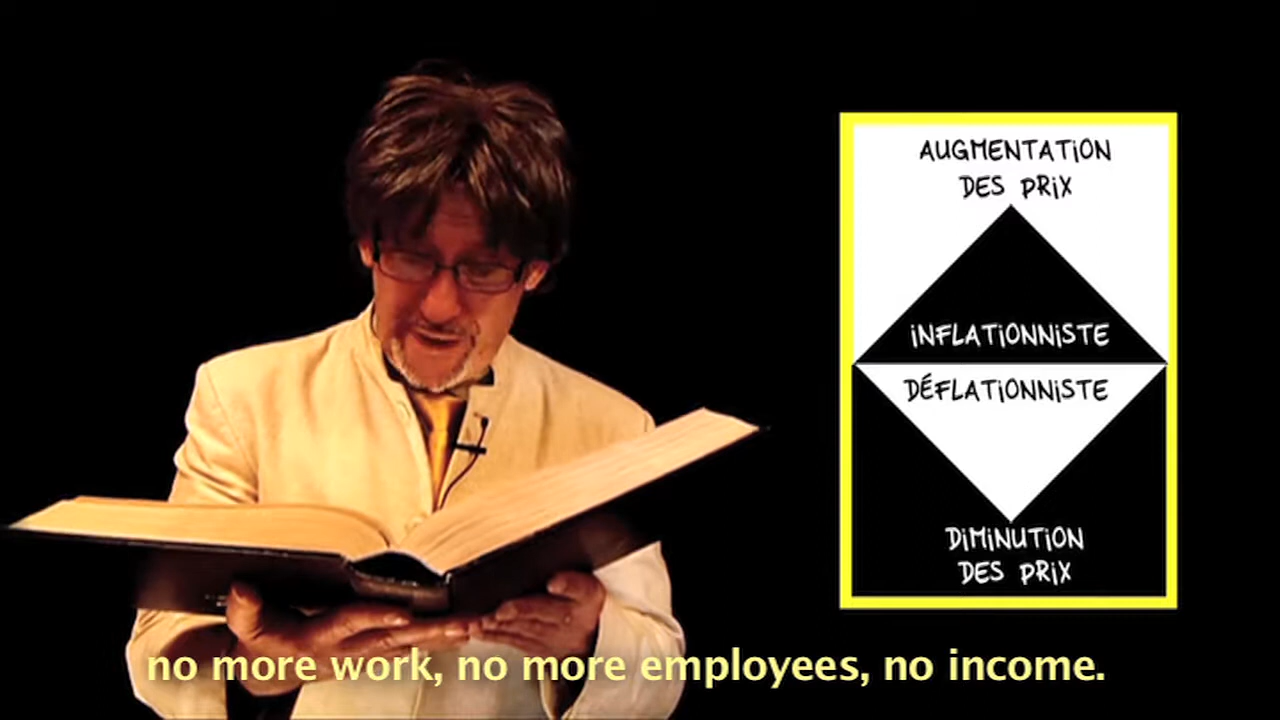 AUGMENTATiON
DES PRiX
iNFLATiONNiSTE
DÉFLATiONNiSTE
DiMiNUTiON
DES PRiX
no more work, no more employees, no income.